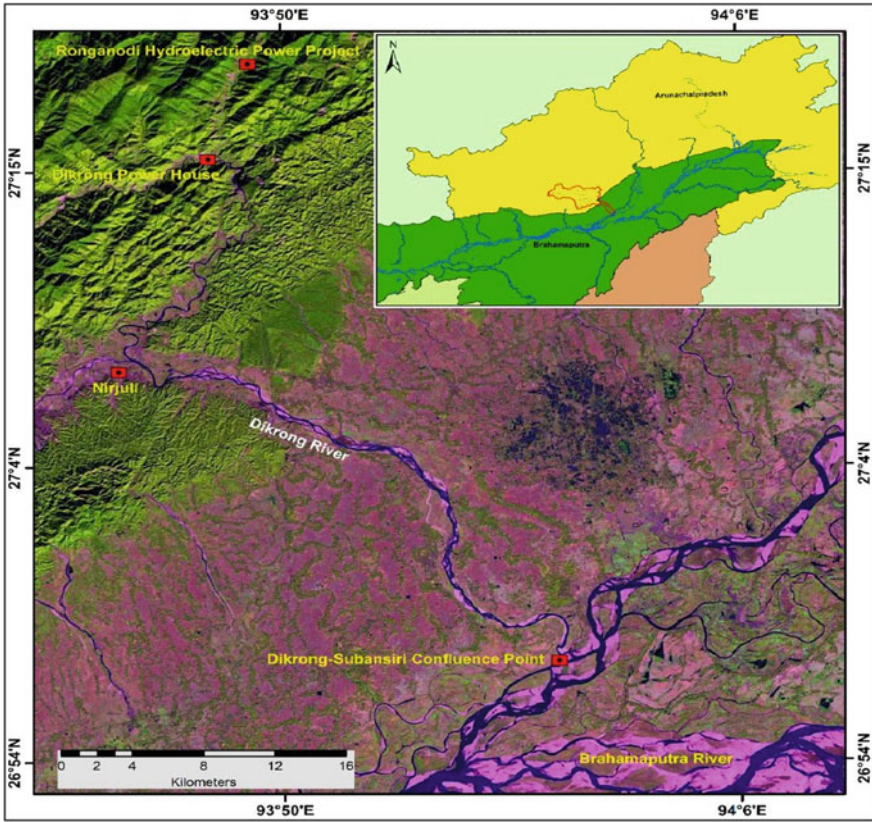 93°50'E
94°6'E
Ronganodi Hydroelectric Power Project
N
Arunachalpradesh
27°15'N
27°15'N
Dikrong Power House
Brahamaputra
Nirjuli
Dikrong River
27°4'N
27°4'N
Dikrong-Subansiri Confluence Point
26°54'N
26°54'N
Brahamaputra River
0 2 4 8 12 16
Kilometers
93°50'E
94°6'E